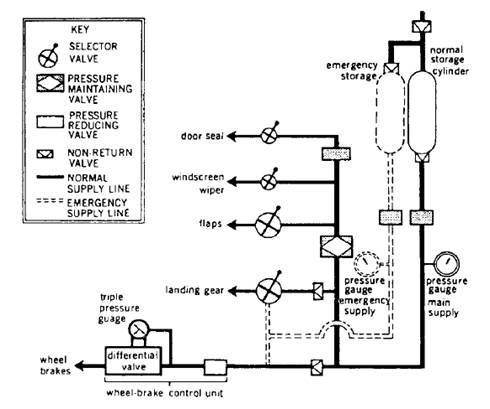 KEY
SELECTOR
VALVE
PRESSURE
MAINTAINING
VALVE
PRESSURE
REDUCING
VALVE
NON-RETURN
VALVE
NORMAL
SUPPLY LINE
EMERGENCY
SUPPLY LINE
emergency
storage
normal
storage
cylinder
door seal
windscreen
wiper
flaps
landing gear
pressure
gauge
emergency
supply
pressure
gauge
main
supply
triple
pressure
guage
wheel
brakes
differential
valve
wheel-brake control unit